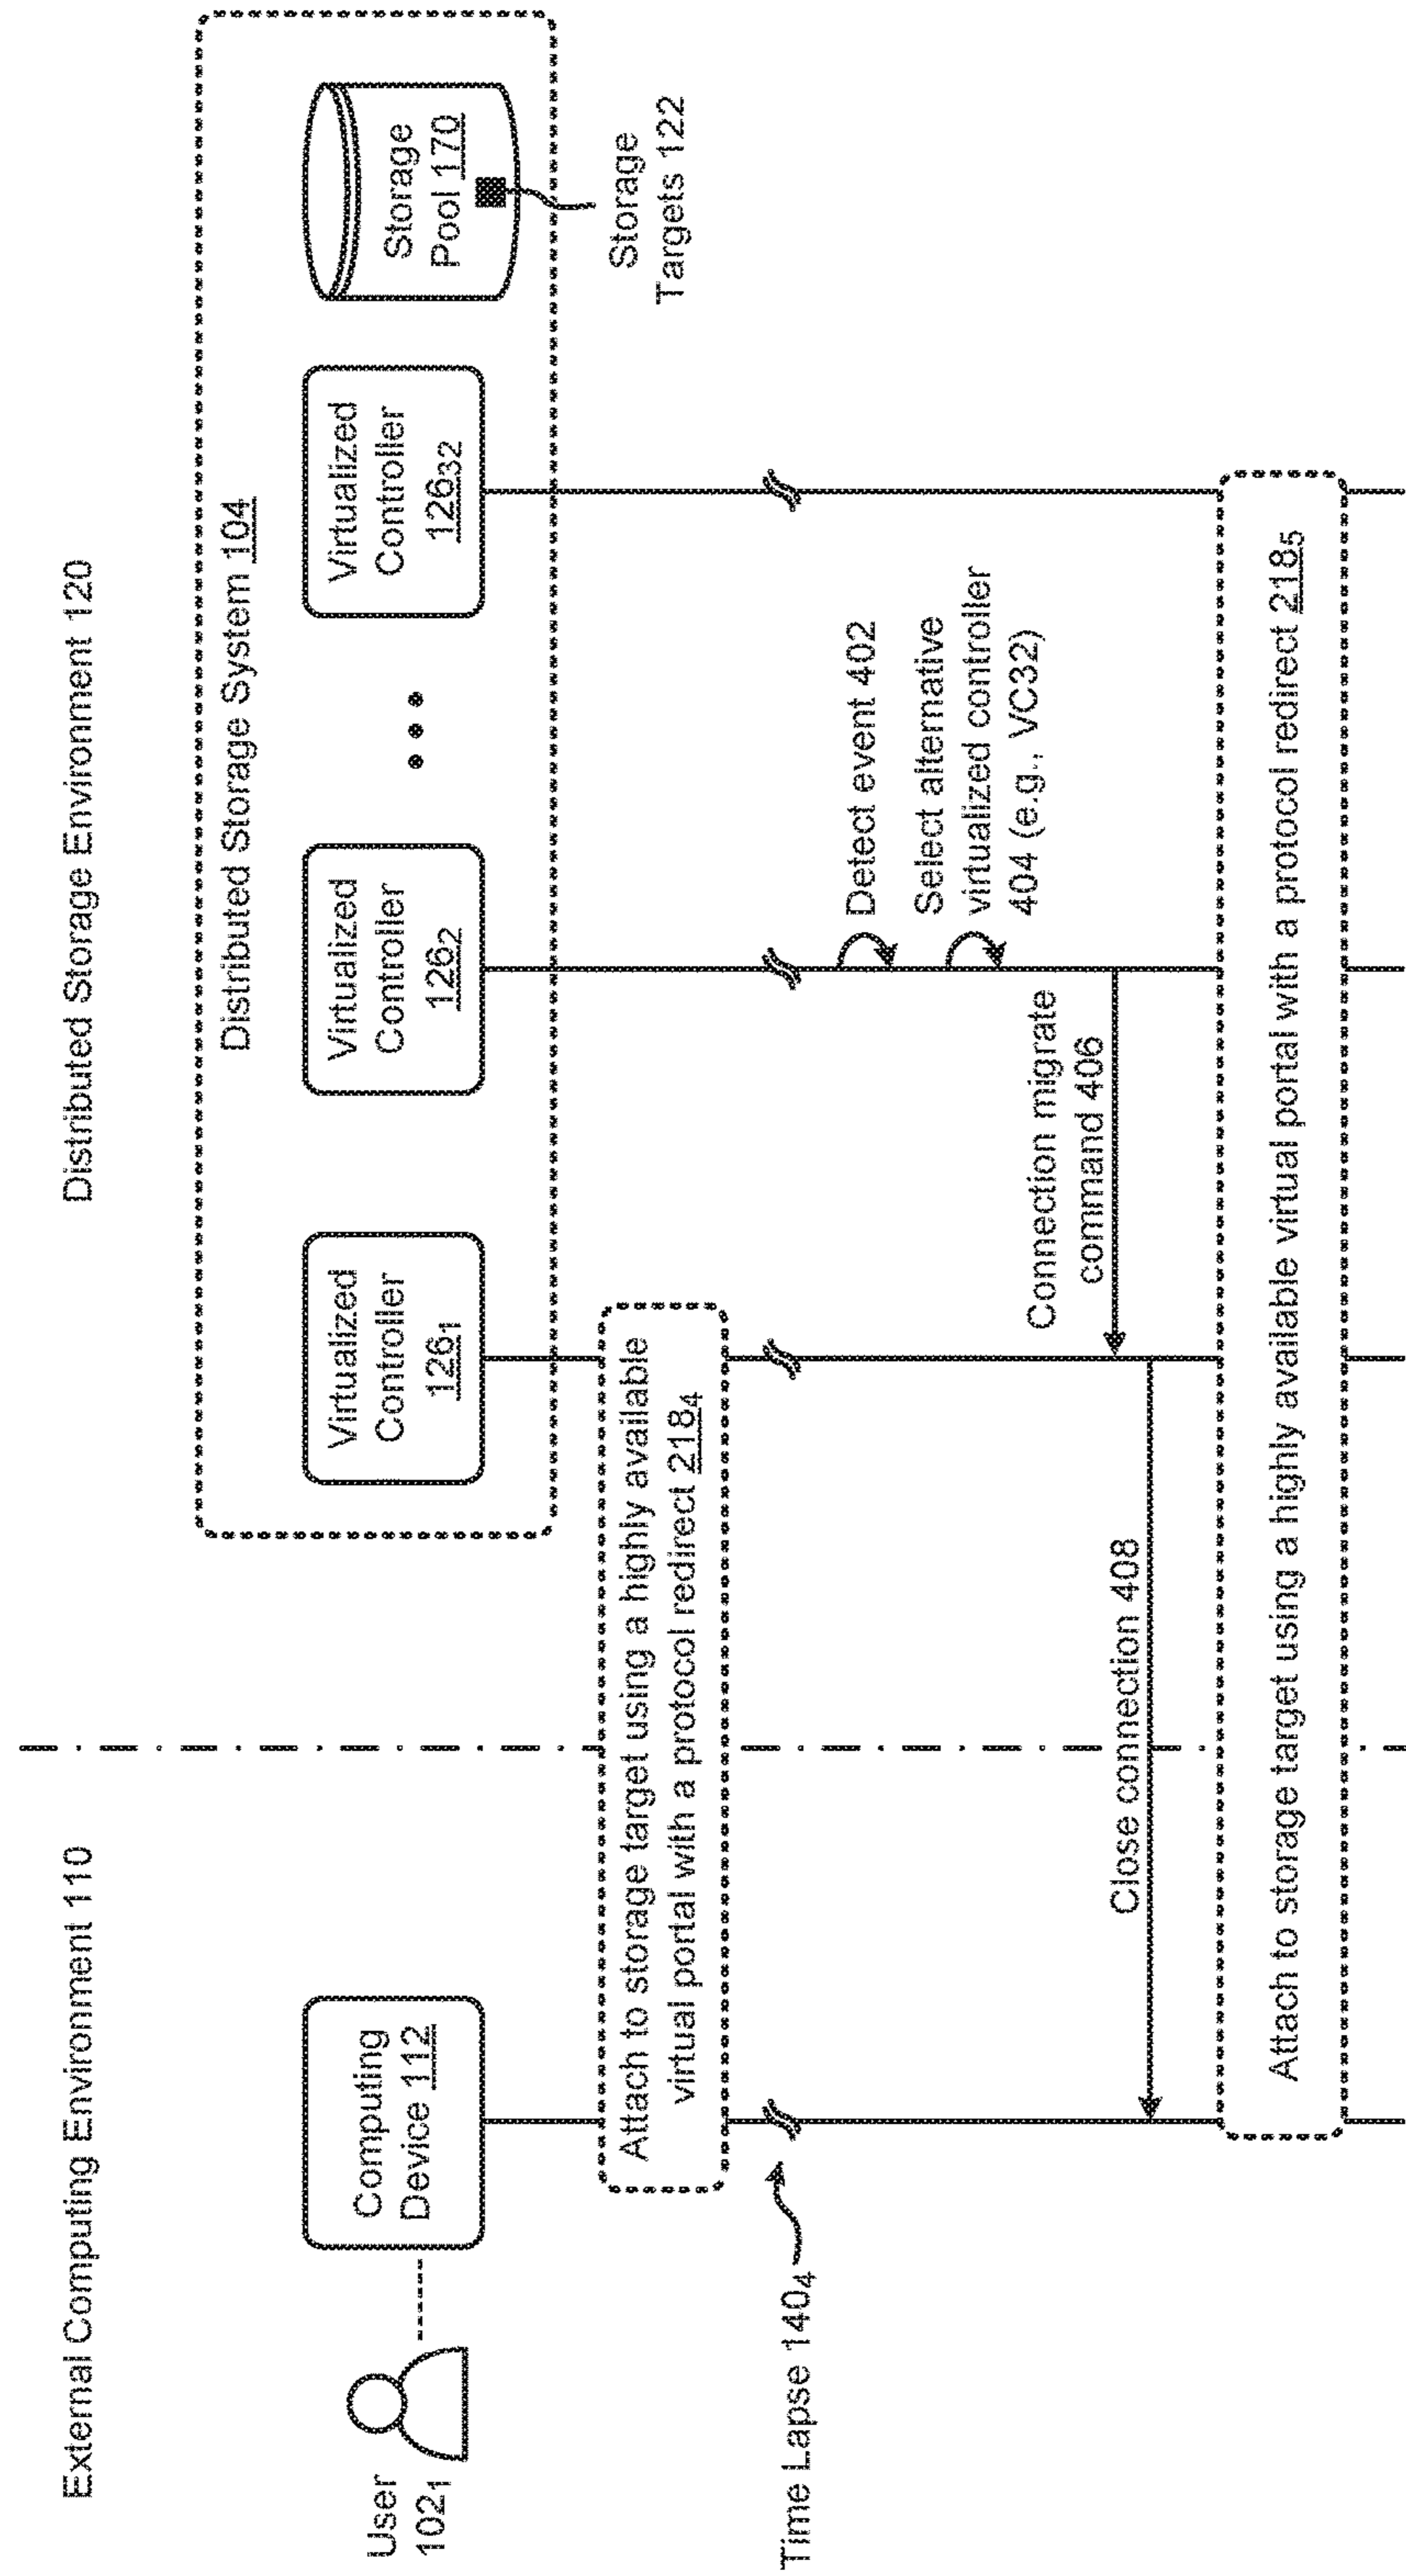 External Computing Environment 110
Distributed Storage Environment 120
Distributed Storage System 104
User
102₁
Computing
Device 112
Virtualized
Controller
126₁
Virtualized
Controller
126₂
Virtualized
Controller
126₃₂
Storage
Pool 170
Storage
Targets 122
Attach to storage target using a highly available
virtual portal with a protocol redirect 218₄
Time Lapse 140₄
Detect event 402
Select alternative
virtualized controller
404 (e.g., VC32)
Connection migrate
command 406
Close connection 408
Attach to storage target using a highly available virtual portal with a protocol redirect 218₅